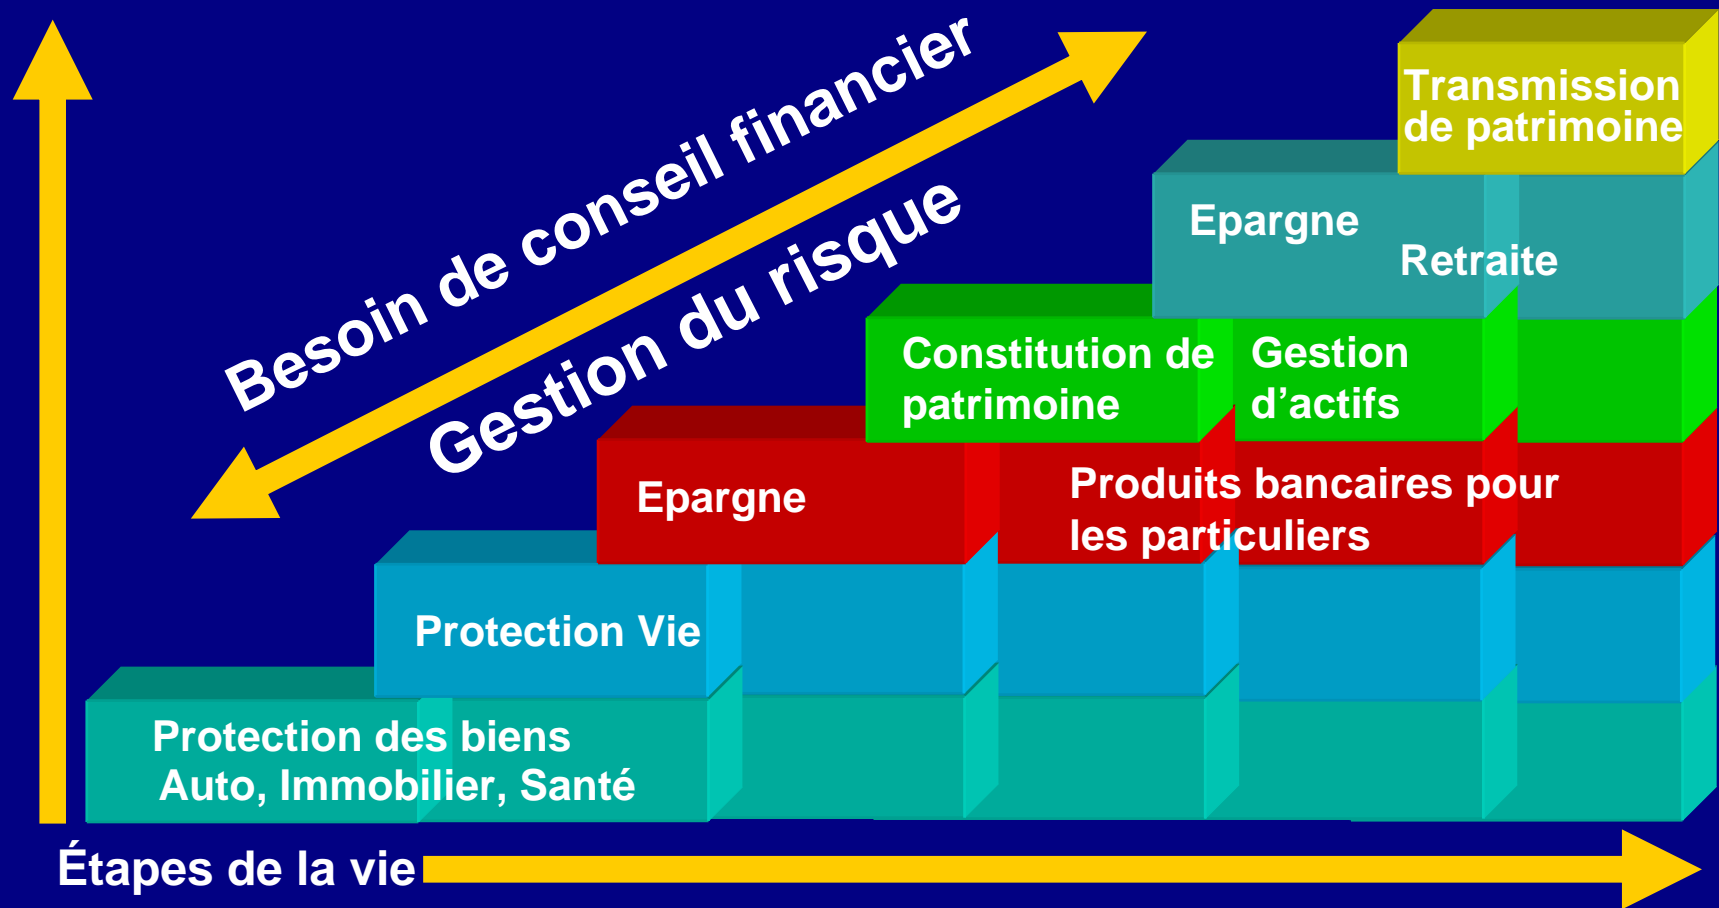 Besoin de conseil financier
Gestion du risque
Transmission
de patrimoine
Epargne
Retraite
Constitution de
patrimoine
Gestion
d’actifs
Epargne
Produits bancaires pour
les particuliers
Protection Vie
Protection des biens
Auto, Immobilier, Santé
Étapes de la vie